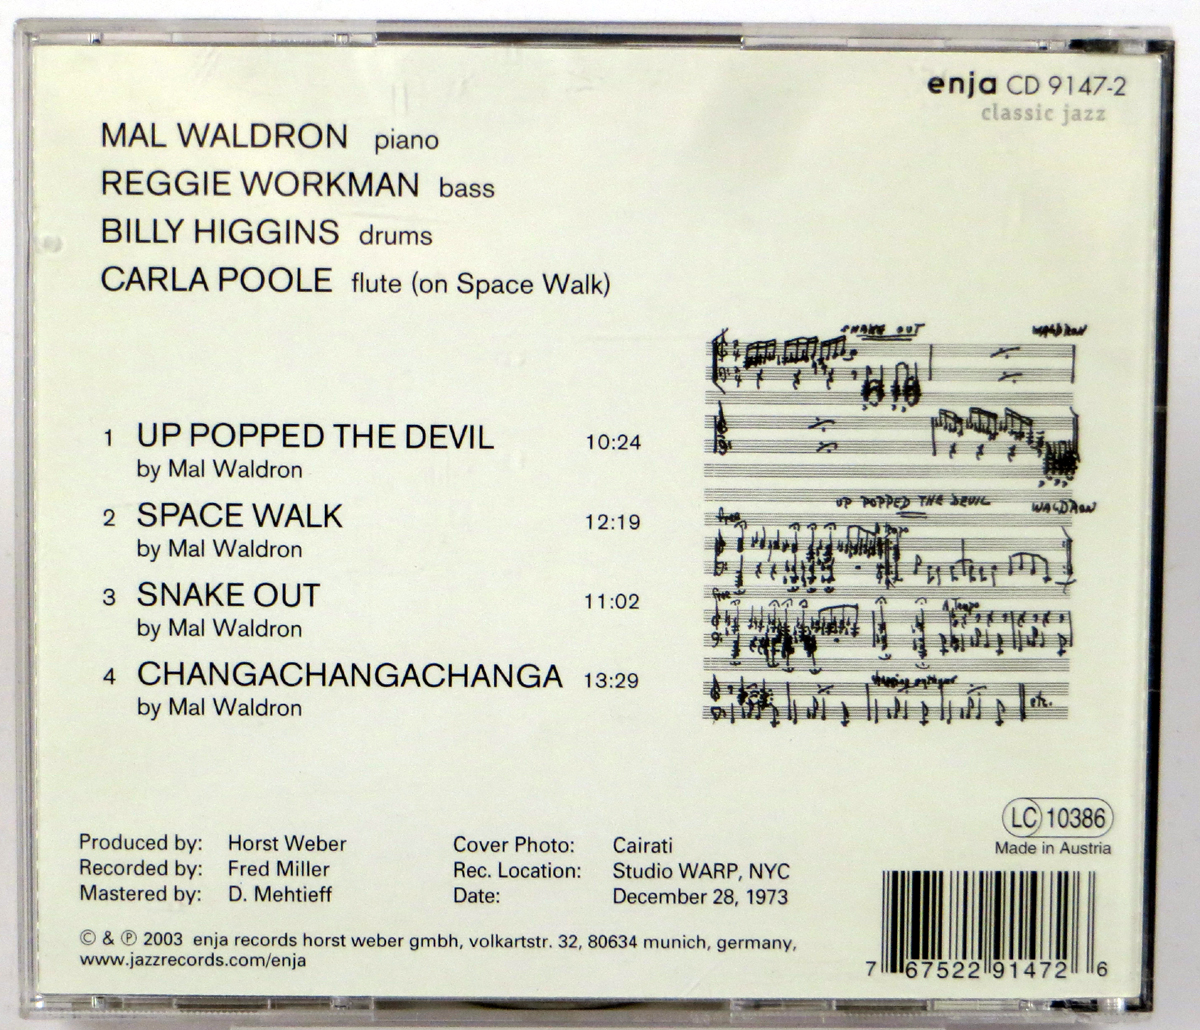 enja CD 9147-2
classic jazz
MAL WALDRON piano
REGGIE WORKMAN bass
BILLY HIGGINS drums
CARLA POOLE flute (on Space Walk)
1 UP POPPED THE DEVIL 10:24
by Mal Waldron
2 SPACE WALK 12:19
by Mal Waldron
3 SNAKE OUT 11:02
by Mal Waldron
4 CHANGACHANGACHANGA 13:29
by Mal Waldron
SNAKE OUT WALDRON
UP POPPED THE DEVIL WALDRON
free
A Tempo
free
A Tempo
etc.
LC 10386
Made in Austria
Produced by: Horst Weber
Recorded by: Fred Miller
Mastered by: D. Mehtieff
Cover Photo: Cairati
Rec. Location: Studio WARP, NYC
Date: December 28, 1973
© & ℗ 2003 enja records horst weber gmbh, volkartstr. 32, 80634 munich, germany,
www.jazzrecords.com/enja
7 67522 91472 6